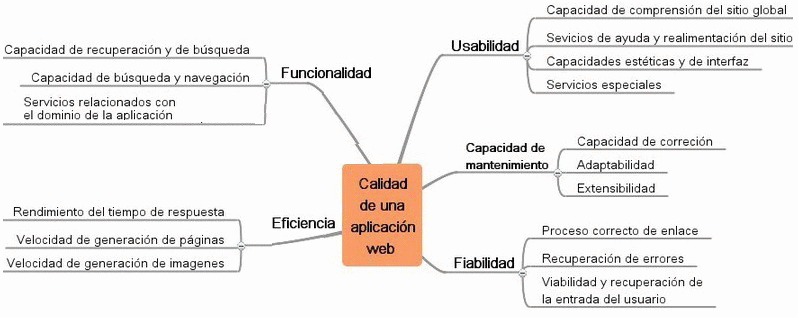 Calidad
de una
aplicación
web
Funcionalidad
Capacidad de recuperación y de búsqueda
Capacidad de búsqueda y navegación
Servicios relacionados con
el dominio de la aplicación
Eficiencia
Rendimiento del tiempo de respuesta
Velocidad de generación de páginas
Velocidad de generación de imagenes
Usabilidad
Capacidad de comprensión del sitio global
Sevicios de ayuda y realimentación del sitio
Capacidades estéticas y de interfaz
Servicios especiales
Capacidad de
mantenimiento
Capacidad de correción
Adaptabilidad
Extensibilidad
Fiabilidad
Proceso correcto de enlace
Recuperación de errores
Viabilidad y recuperación de
la entrada del usuario